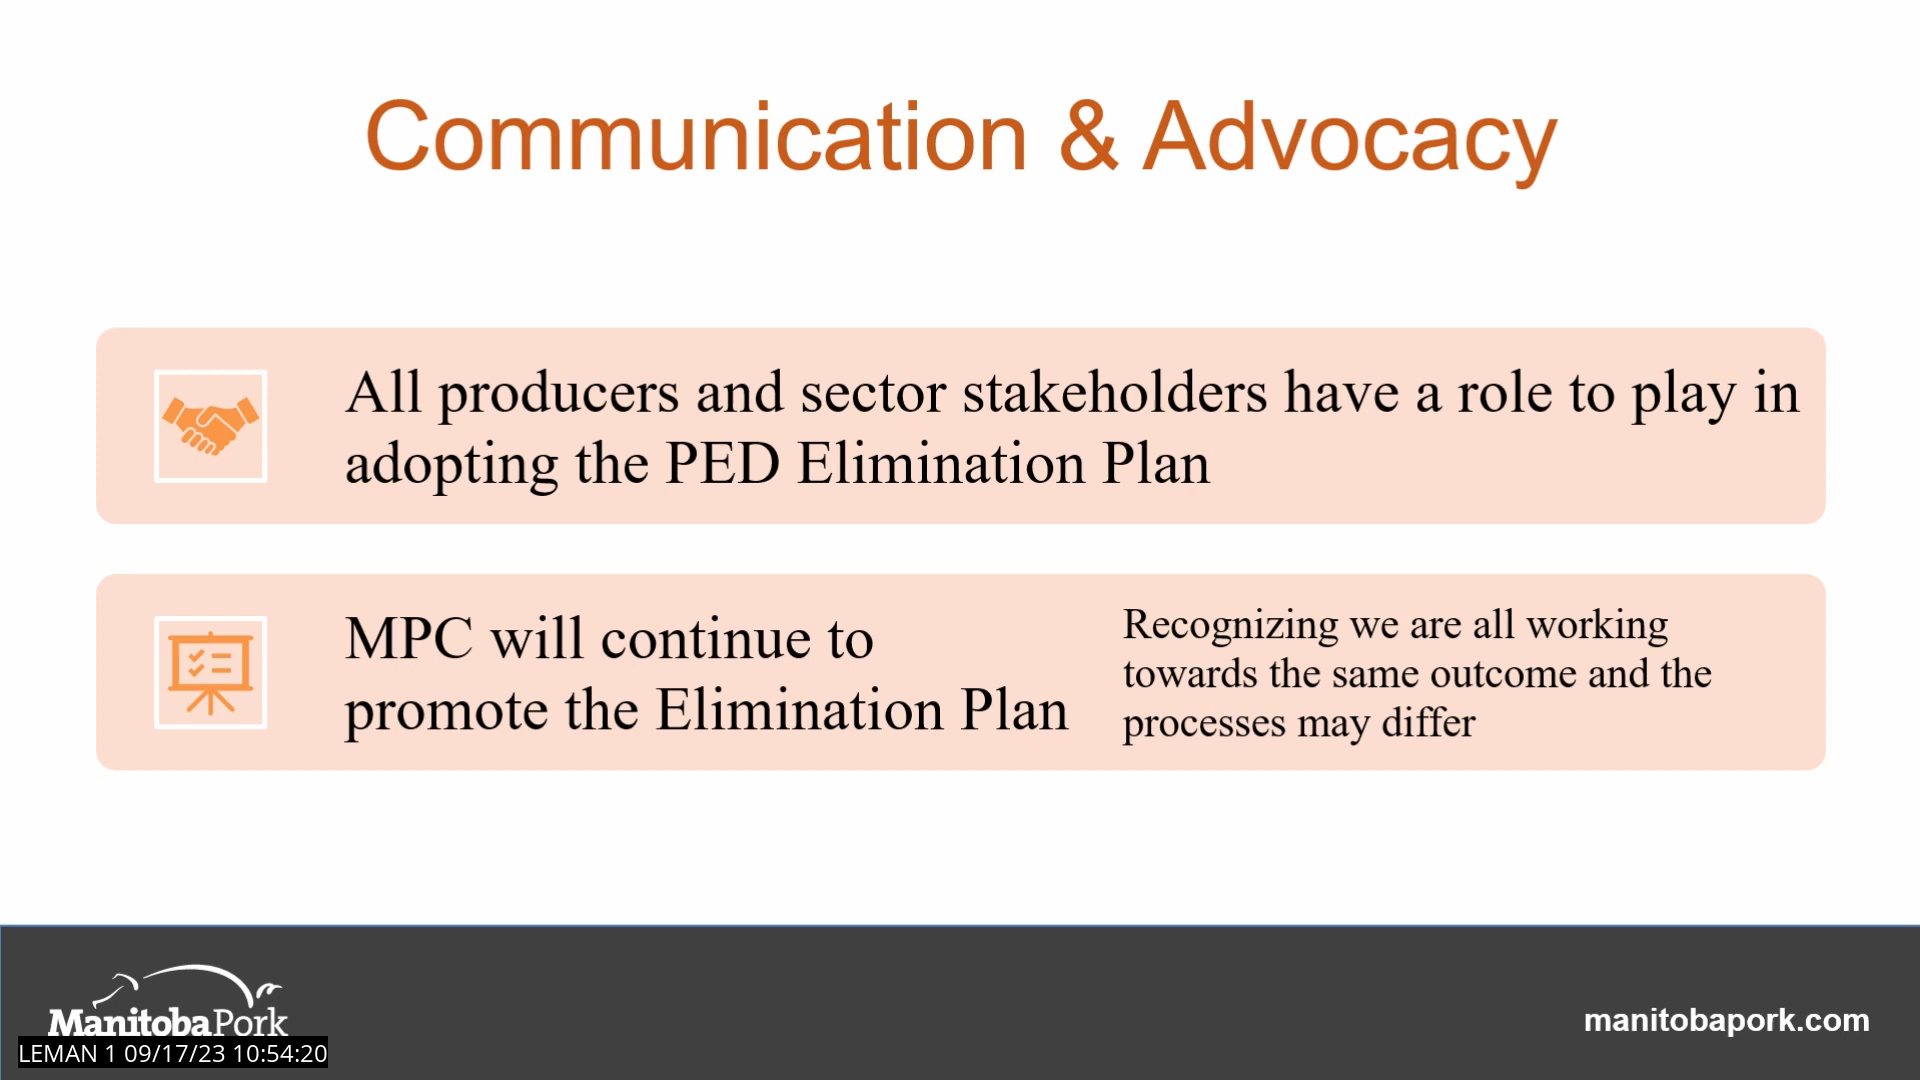 Communication & Advocacy
All producers and sector stakeholders have a role to play in
adopting the PED Elimination Plan
MPC will continue to
promote the Elimination Plan
Recognizing we are all working
towards the same outcome and the
processes may differ
ManitobaPork
manitobapork.com
LEMAN 1 09/17/23 10:54:20